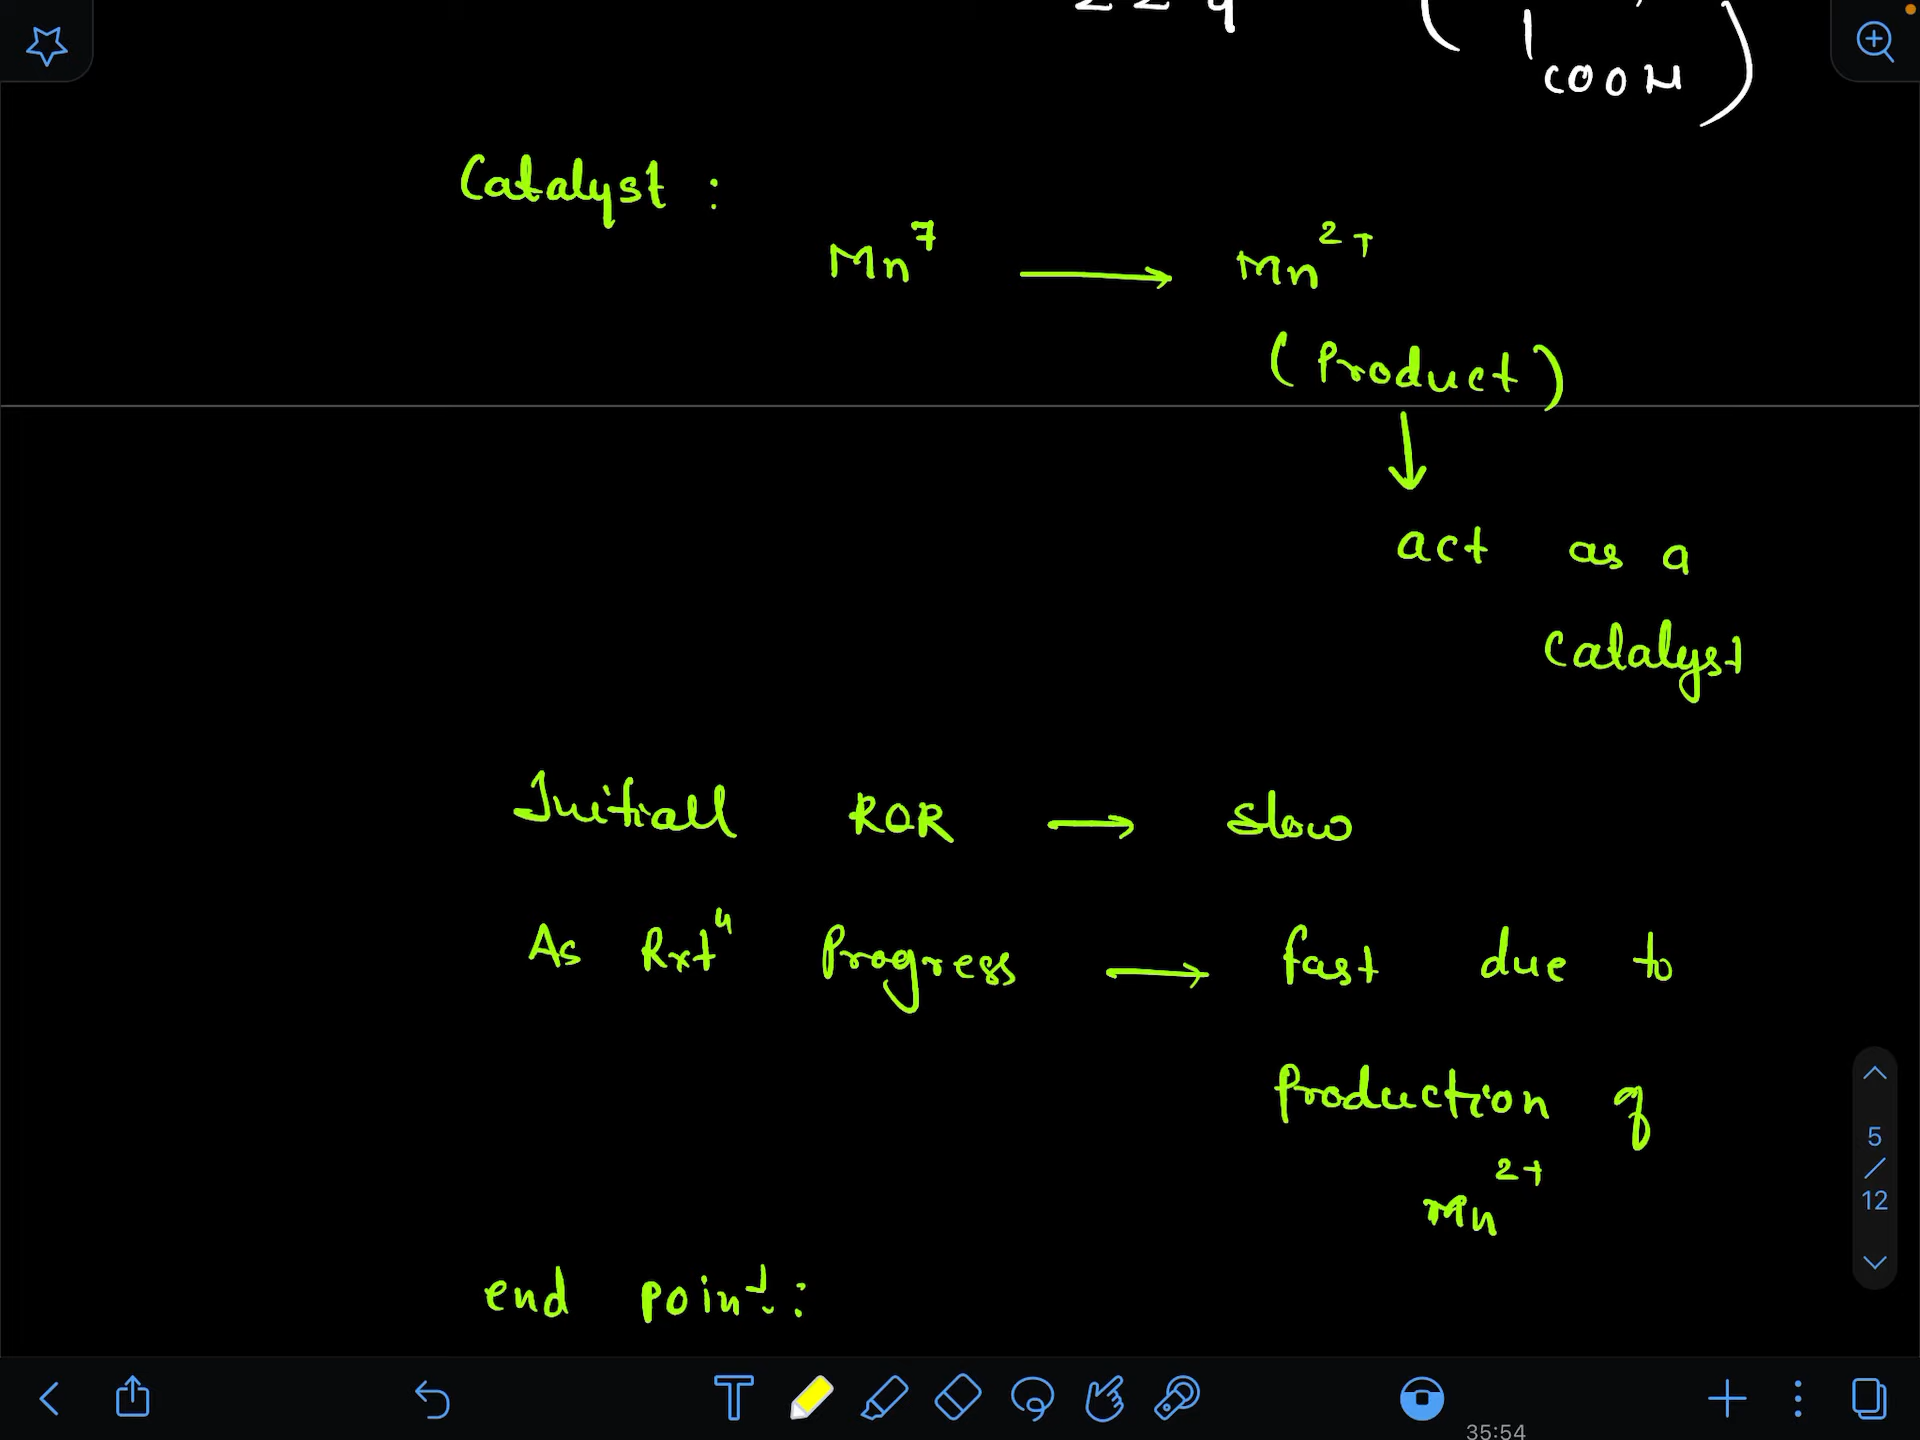 COOH
Catalyst :
Mn⁷ ⟶ Mn²⁺
(Product)
↓
act as a
Catalyst
Initiall ROR → slow
As Rxtⁿ Progress → fast due to
Production of
Mn²⁺
end point :
5
/
12
T
35:54